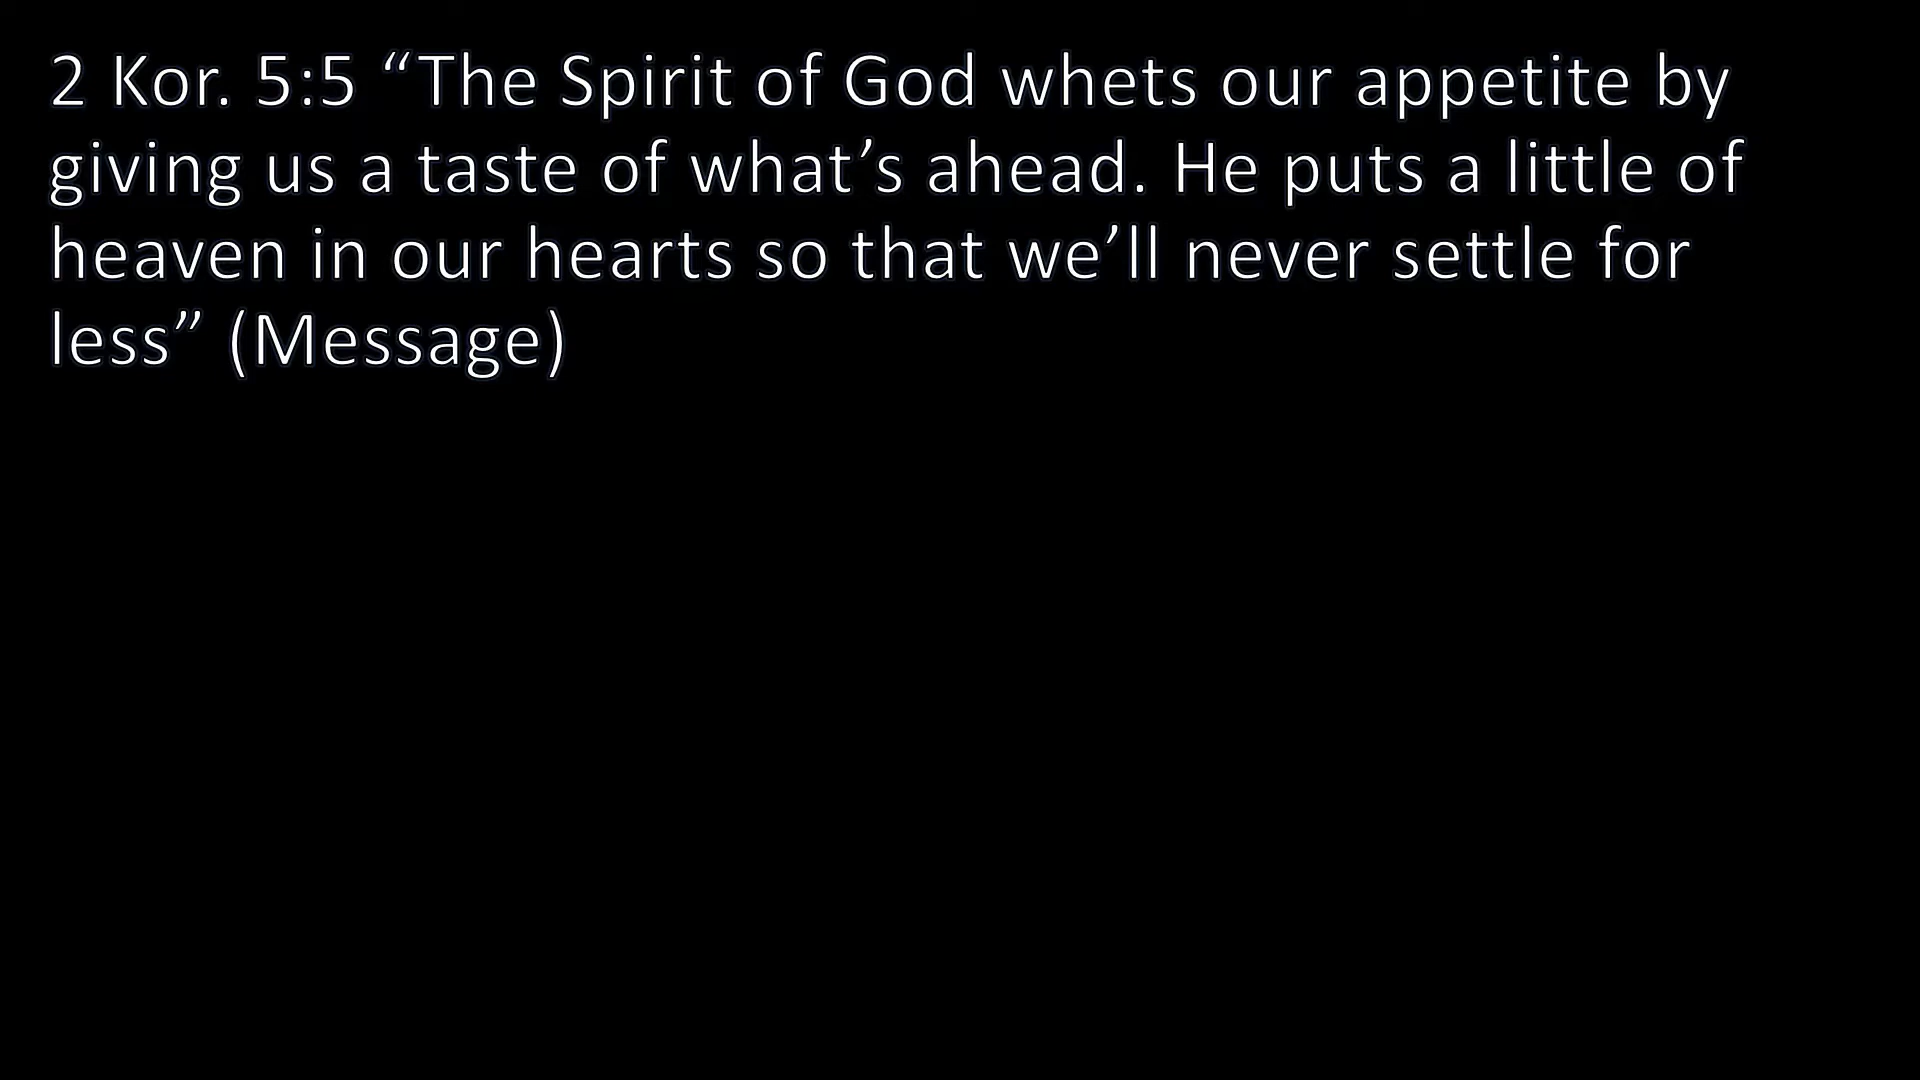 2 Kor. 5:5 “The Spirit of God whets our appetite by
giving us a taste of what’s ahead. He puts a little of
heaven in our hearts so that we’ll never settle for
less” (Message)